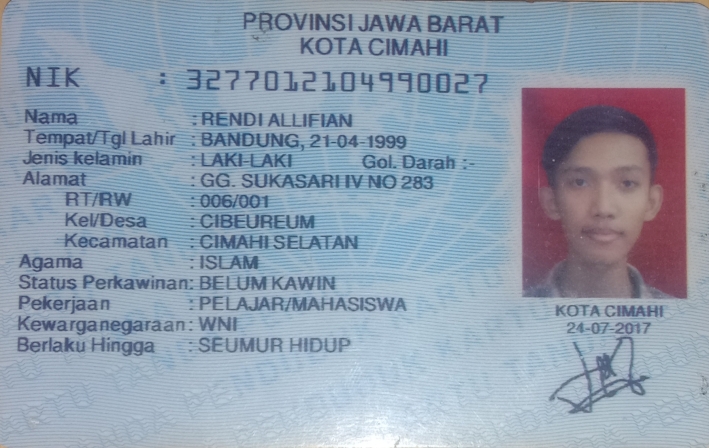 PROVINSI JAWA BARAT
KOTA CIMAHI
NIK : 3277012104990027
Nama : RENDI ALLIFIAN
Tempat/Tgl Lahir : BANDUNG, 21-04-1999
Jenis kelamin : LAKI-LAKI Gol. Darah :-
Alamat : GG. SUKASARI IV NO 283
RT/RW : 006/001
Kel/Desa : CIBEUREUM
Kecamatan : CIMAHI SELATAN
Agama : ISLAM
Status Perkawinan: BELUM KAWIN
Pekerjaan : PELAJAR/MAHASISWA
Kewarganegaraan: WNI
Berlaku Hingga : SEUMUR HIDUP
KOTA CIMAHI
24-07-2017